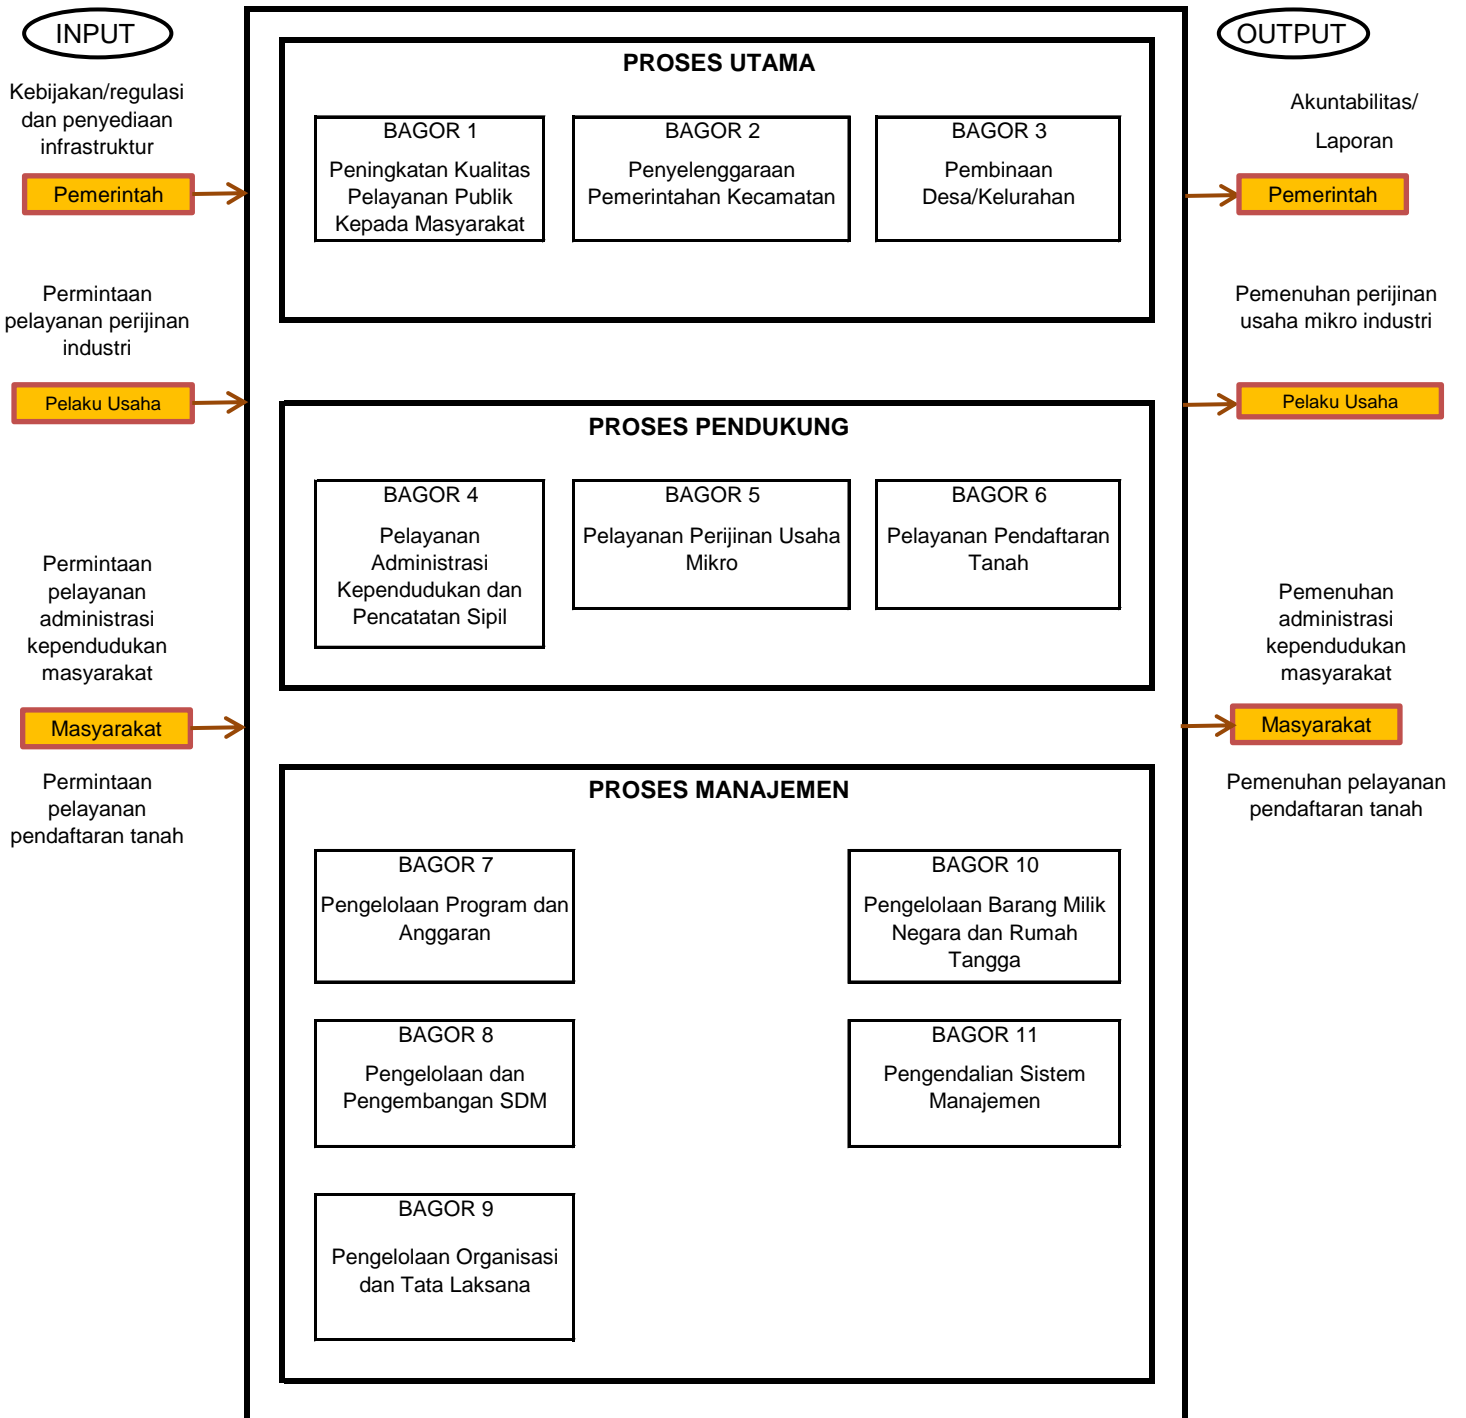 INPUT
Kebijakan/regulasi
dan penyediaan
infrastruktur
Pemerintah
Permintaan
pelayanan perijinan
industri
Pelaku Usaha
Permintaan
pelayanan
administrasi
kependudukan
masyarakat
Masyarakat
Permintaan
pelayanan
pendaftaran tanah
PROSES UTAMA
BAGOR 1
Peningkatan Kualitas
Pelayanan Publik
Kepada Masyarakat
BAGOR 2
Penyelenggaraan
Pemerintahan Kecamatan
BAGOR 3
Pembinaan
Desa/Kelurahan
PROSES PENDUKUNG
BAGOR 4
Pelayanan
Administrasi
Kependudukan dan
Pencatatan Sipil
BAGOR 5
Pelayanan Perijinan Usaha
Mikro
BAGOR 6
Pelayanan Pendaftaran
Tanah
PROSES MANAJEMEN
BAGOR 7
Pengelolaan Program dan
Anggaran
BAGOR 8
Pengelolaan dan
Pengembangan SDM
BAGOR 9
Pengelolaan Organisasi
dan Tata Laksana
BAGOR 10
Pengelolaan Barang Milik
Negara dan Rumah
Tangga
BAGOR 11
Pengendalian Sistem
Manajemen
OUTPUT
Akuntabilitas/
Laporan
Pemerintah
Pemenuhan perijinan
usaha mikro industri
Pelaku Usaha
Pemenuhan
administrasi
kependudukan
masyarakat
Masyarakat
Pemenuhan pelayanan
pendaftaran tanah